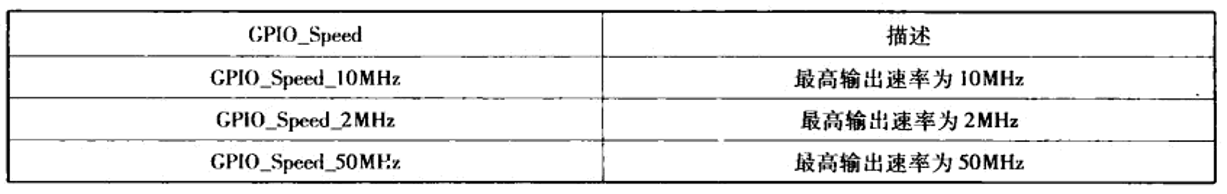 GPIO_Speed 描述
GPIO_Speed_10MHz 最高输出速率为10MHz
GPIO_Speed_2MHz 最高输出速率为2MHz
GPIO_Speed_50MHz 最高输出速率为50MHz